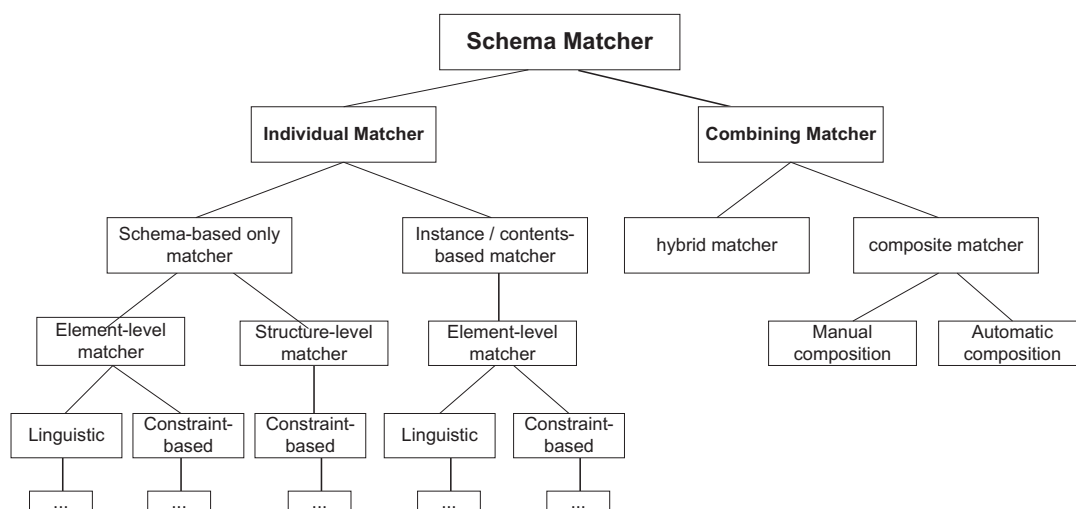 Schema Matcher
Individual Matcher
Combining Matcher
Schema-based only
matcher
Instance / contents-
based matcher
hybrid matcher
composite matcher
Element-level
matcher
Structure-level
matcher
Element-level
matcher
Manual
composition
Automatic
composition
Linguistic
Constraint-
based
Constraint-
based
Linguistic
Constraint-
based
...
...
...
...
...